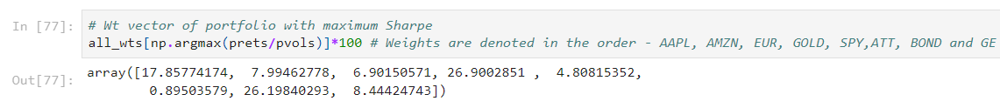 In [77]: # Wt vector of portfolio with maximum Sharpe
all_wts[np.argmax(prets/pvols)]*100 # Weights are denoted in the order - AAPL, AMZN, EUR, GOLD, SPY,ATT, BOND and GE
Out[77]: array([17.85774174, 7.99462778, 6.90150571, 26.9002851 , 4.80815352,
0.89503579, 26.19840293, 8.44424743])